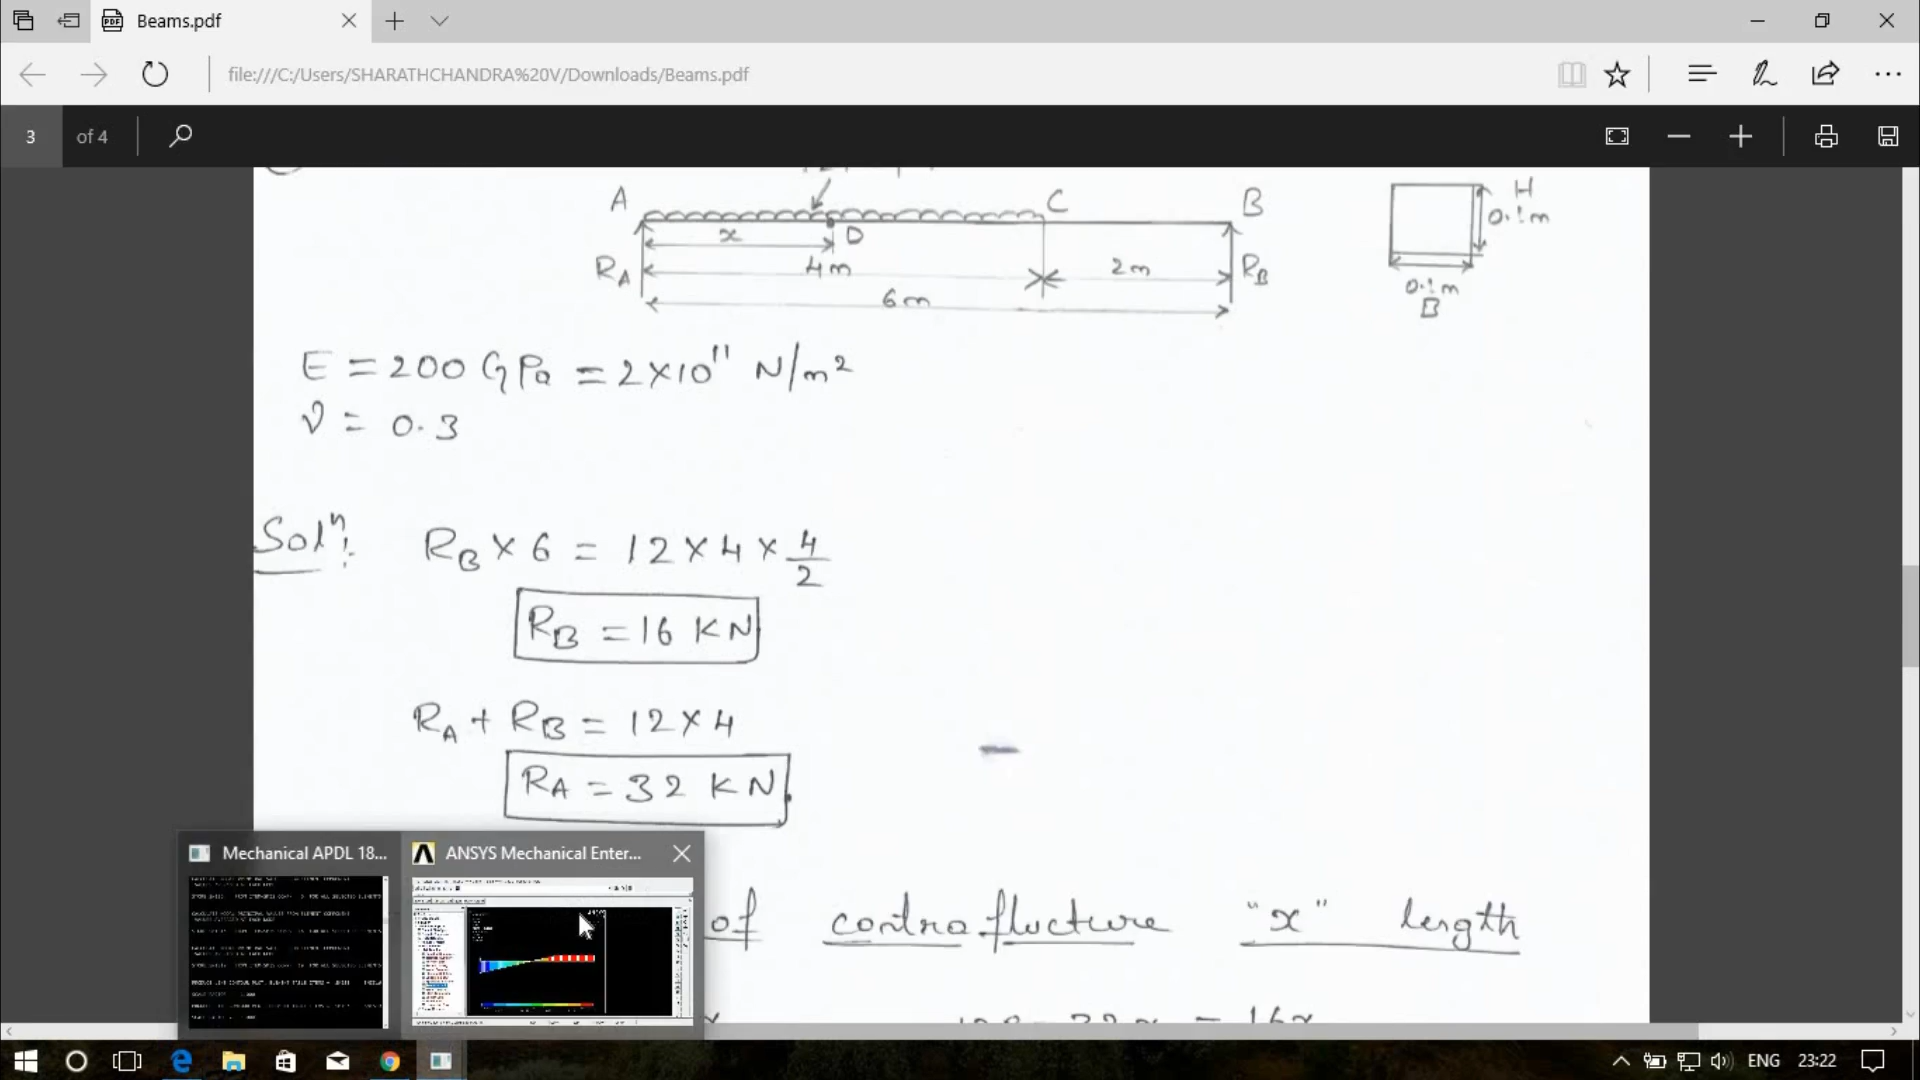 Beams.pdf
file:///C:/Users/SHARATHCHANDRA%20V/Downloads/Beams.pdf
3 of 4
A C B H
0.1m
x D
RA 4m 2m RB
0.1m
6m B
E = 200 GPa = 2×10¹¹ N/m²
ν = 0.3
Solⁿ: RB × 6 = 12 × 4 × 4/2
RB = 16 KN
RA + RB = 12×4
RA = 32 KN
Mechanical APDL 18... ANSYS Mechanical Enter...
of contraflucture "x" length
ENG 23:22